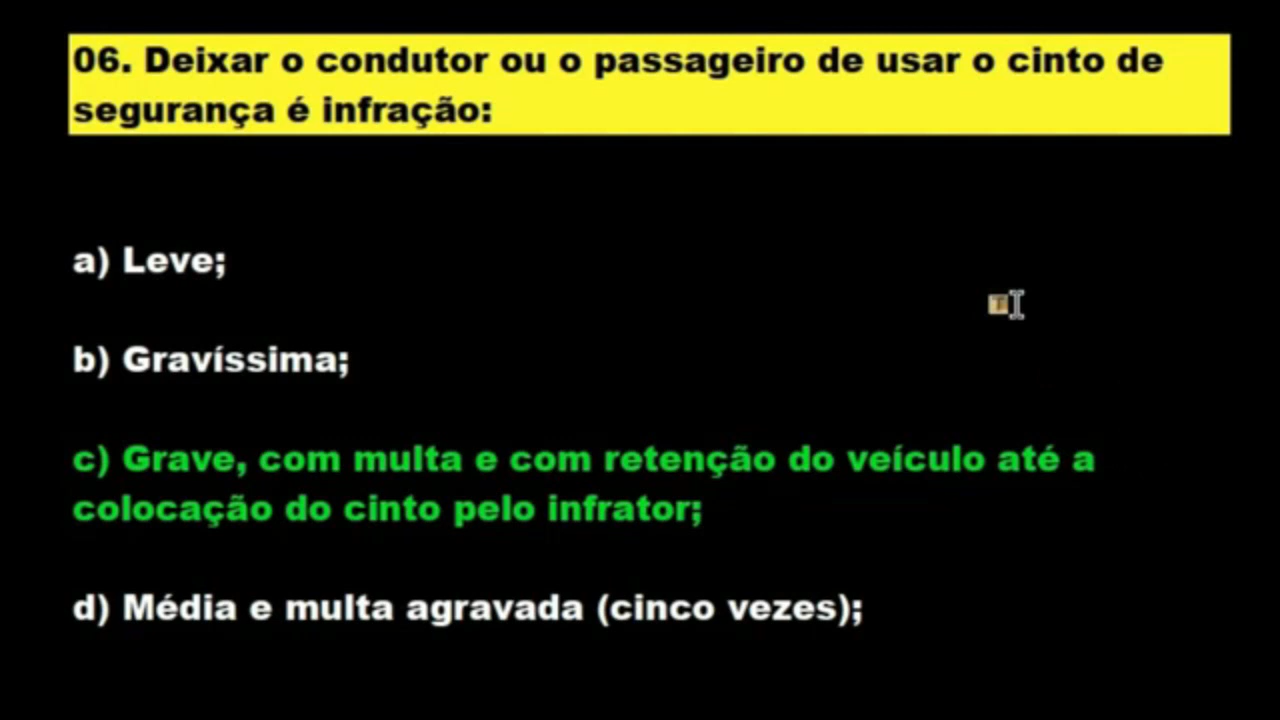 06. Deixar o condutor ou o passageiro de usar o cinto de
segurança é infração:
a) Leve;
b) Gravíssima;
c) Grave, com multa e com retenção do veículo até a
colocação do cinto pelo infrator;
d) Média e multa agravada (cinco vezes);